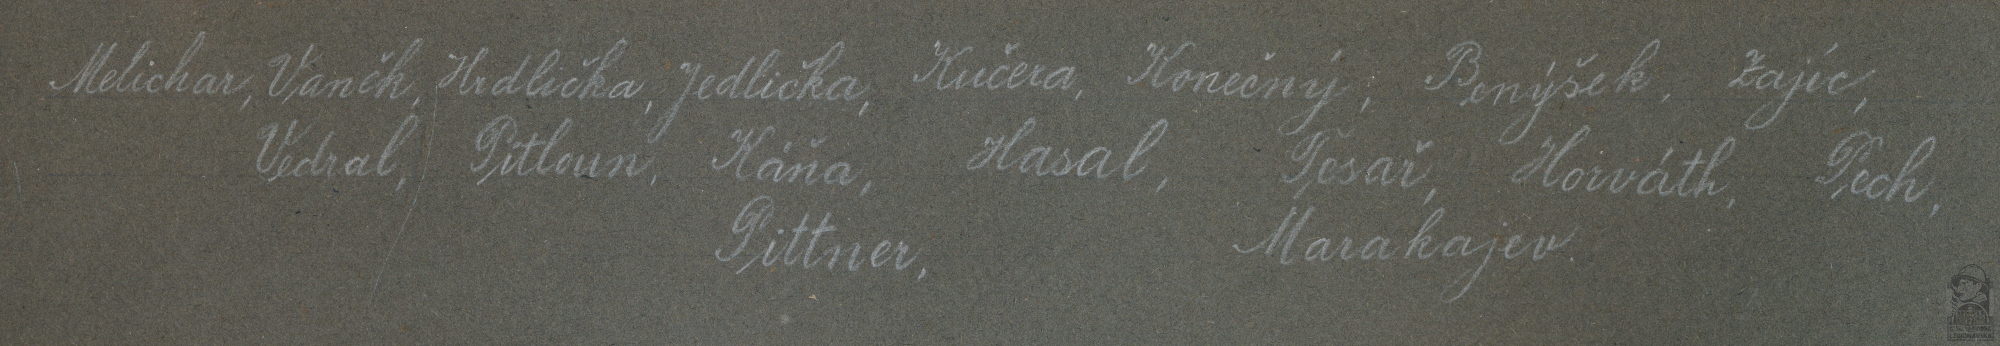 Melichar, Vaněk, Hrdlička, Jedlička, Kučera, Konečný, Benýšek, Zajíc,
Vedral, Pitloun, Káňa, Hasal, Tesař, Horváth, Pech,
Pittner, Marakajev.